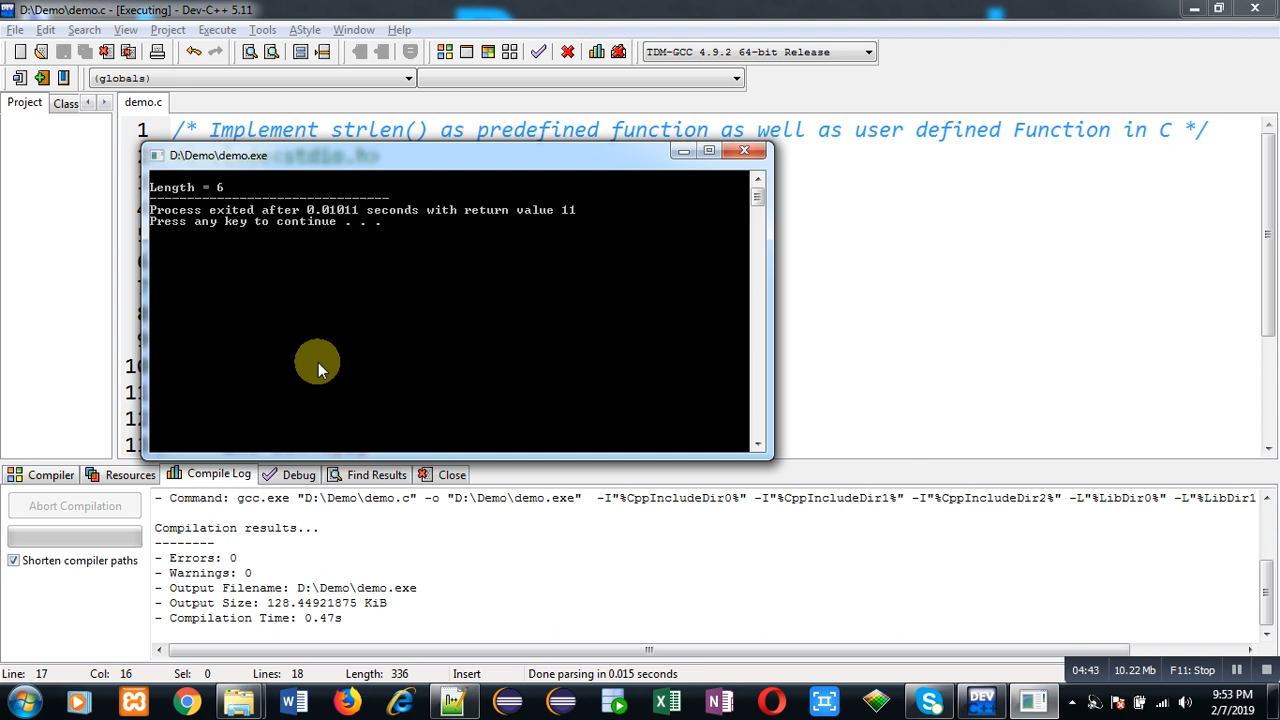 D:\Demo\demo.c - [Executing] - Dev-C++ 5.11
File Edit Search View Project Execute Tools AStyle Window Help
TDM-GCC 4.9.2 64-bit Release
(globals)
Project Class demo.c
1 /* Implement strlen() as predefined function as well as user defined Function in C */
D:\Demo\demo.exe
Length = 6
--------------------------------
Process exited after 0.01011 seconds with return value 11
Press any key to continue . . .
Compiler Resources Compile Log Debug Find Results Close
Abort Compilation
Shorten compiler paths
- Command: gcc.exe "D:\Demo\demo.c" -o "D:\Demo\demo.exe"  -I"%CppIncludeDir0%" -I"%CppIncludeDir1%" -I"%CppIncludeDir2%" -L"%LibDir0%" -L"%LibDir1
Compilation results...
--------
- Errors: 0
- Warnings: 0
- Output Filename: D:\Demo\demo.exe
- Output Size: 128.44921875 KiB
- Compilation Time: 0.47s
Line: 17 Col: 16 Sel: 0 Lines: 18 Length: 336 Insert Done parsing in 0.015 seconds
04:43 10.22 Mb F11: Stop
9:53 PM
2/7/2019